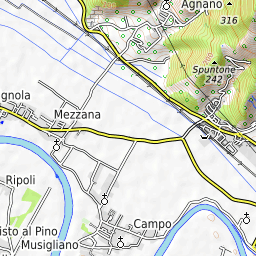 Agnano
316
Spuntone
242
gnola
Mezzana
Ripoli
Campo
isto al Pino
Musigliano